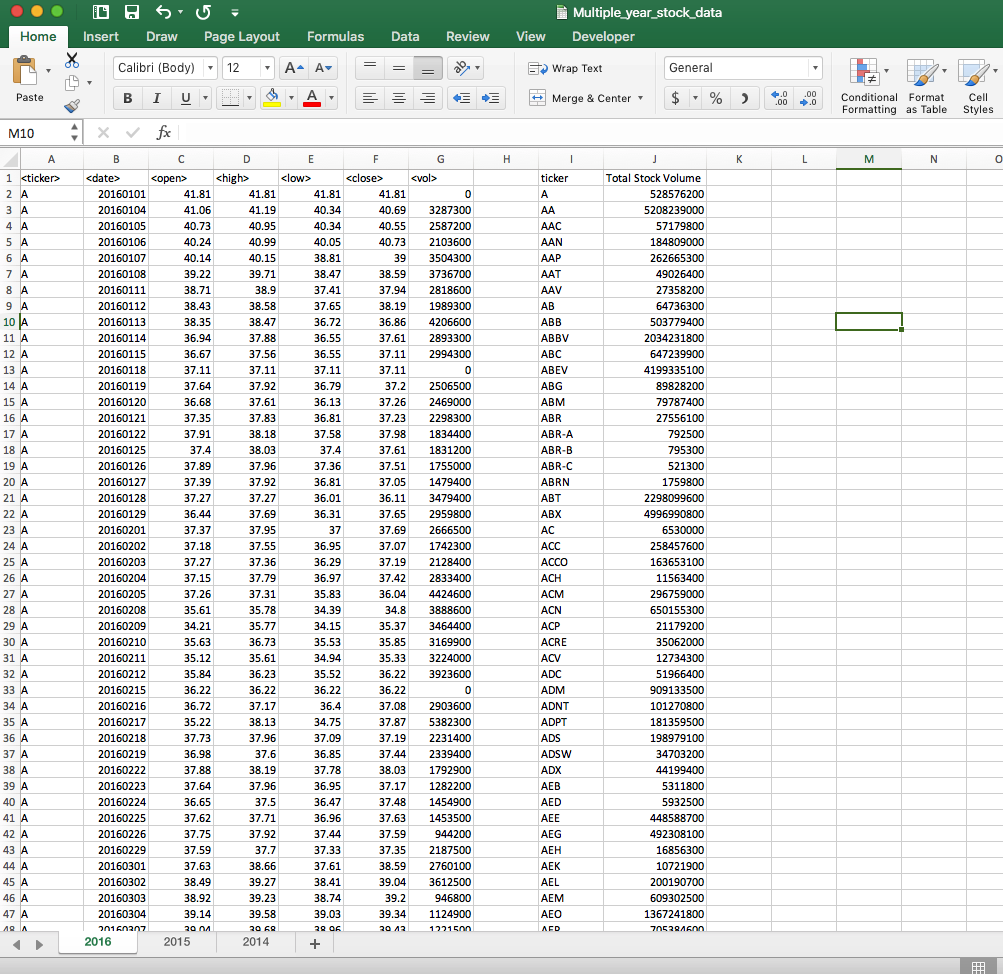 Multiple_year_stock_data
Home Insert Draw Page Layout Formulas Data Review View Developer
Calibri (Body) 12 A A Wrap Text General
Paste B I U A Merge & Center $ % Conditional Formatting Format as Table Cell Styles
M10 fx
A B C D E F G H I J K L M N O
1 <ticker> <date> <open> <high> <low> <close> <vol> ticker Total Stock Volume
2 A 20160101 41.81 41.81 41.81 41.81 0 A 528576200
3 A 20160104 41.06 41.19 40.34 40.69 3287300 AA 5208239000
4 A 20160105 40.73 40.95 40.34 40.55 2587200 AAC 57179800
5 A 20160106 40.24 40.99 40.05 40.73 2103600 AAN 184809000
6 A 20160107 40.14 40.15 38.81 39 3504300 AAP 262665300
7 A 20160108 39.22 39.71 38.47 38.59 3736700 AAT 49026400
8 A 20160111 38.71 38.9 37.41 37.94 2818600 AAV 27358200
9 A 20160112 38.43 38.58 37.65 38.19 1989300 AB 64736300
10 A 20160113 38.35 38.47 36.72 36.86 4206600 ABB 503779400
11 A 20160114 36.94 37.88 36.55 37.61 2893300 ABBV 2034231800
12 A 20160115 36.67 37.56 36.55 37.11 2994300 ABC 647239900
13 A 20160118 37.11 37.11 37.11 37.11 0 ABEV 4199335100
14 A 20160119 37.64 37.92 36.79 37.2 2506500 ABG 89828200
15 A 20160120 36.68 37.61 36.13 37.26 2469000 ABM 79787400
16 A 20160121 37.35 37.83 36.81 37.23 2298300 ABR 27556100
17 A 20160122 37.91 38.18 37.58 37.98 1834400 ABR-A 792500
18 A 20160125 37.4 38.03 37.4 37.61 1831200 ABR-B 795300
19 A 20160126 37.89 37.96 37.36 37.51 1755000 ABR-C 521300
20 A 20160127 37.39 37.92 36.81 37.05 1479400 ABRN 1759800
21 A 20160128 37.27 37.27 36.01 36.11 3479400 ABT 2298099600
22 A 20160129 36.44 37.69 36.31 37.65 2959800 ABX 4996990800
23 A 20160201 37.37 37.95 37 37.69 2666500 AC 6530000
24 A 20160202 37.18 37.55 36.95 37.07 1742300 ACC 258457600
25 A 20160203 37.27 37.36 36.29 37.19 2128400 ACCO 163653100
26 A 20160204 37.15 37.79 36.97 37.42 2833400 ACH 11563400
27 A 20160205 37.26 37.31 35.83 36.04 4424600 ACM 296759000
28 A 20160208 35.61 35.78 34.39 34.8 3888600 ACN 650155300
29 A 20160209 34.21 35.77 34.15 35.37 3464400 ACP 21179200
30 A 20160210 35.63 36.73 35.53 35.85 3169900 ACRE 35062000
31 A 20160211 35.12 35.61 34.94 35.33 3224000 ACV 12734300
32 A 20160212 35.84 36.23 35.52 36.22 3923600 ADC 51966400
33 A 20160215 36.22 36.22 36.22 36.22 0 ADM 909133500
34 A 20160216 36.72 37.17 36.4 37.08 2903600 ADNT 101270800
35 A 20160217 35.22 38.13 34.75 37.87 5382300 ADPT 181359500
36 A 20160218 37.73 37.96 37.09 37.19 2231400 ADS 198979100
37 A 20160219 36.98 37.6 36.85 37.44 2339400 ADSW 34703200
38 A 20160222 37.88 38.19 37.78 38.03 1792900 ADX 44199400
39 A 20160223 37.64 37.96 36.95 37.17 1282200 AEB 5311800
40 A 20160224 36.65 37.5 36.47 37.48 1454900 AED 5932500
41 A 20160225 37.62 37.71 36.96 37.63 1453500 AEE 448588700
42 A 20160226 37.75 37.92 37.44 37.59 944200 AEG 492308100
43 A 20160229 37.59 37.7 37.33 37.35 2187500 AEH 16856300
44 A 20160301 37.63 38.66 37.61 38.59 2760100 AEK 10721900
45 A 20160302 38.49 39.27 38.41 39.04 3612500 AEL 200190700
46 A 20160303 38.92 39.23 38.74 39.2 946800 AEM 609302500
47 A 20160304 39.14 39.58 39.03 39.34 1124900 AEO 1367241800
48 A 20160307 39.04 39.68 38.96 39.43 1221500
2016 2015 2014 +